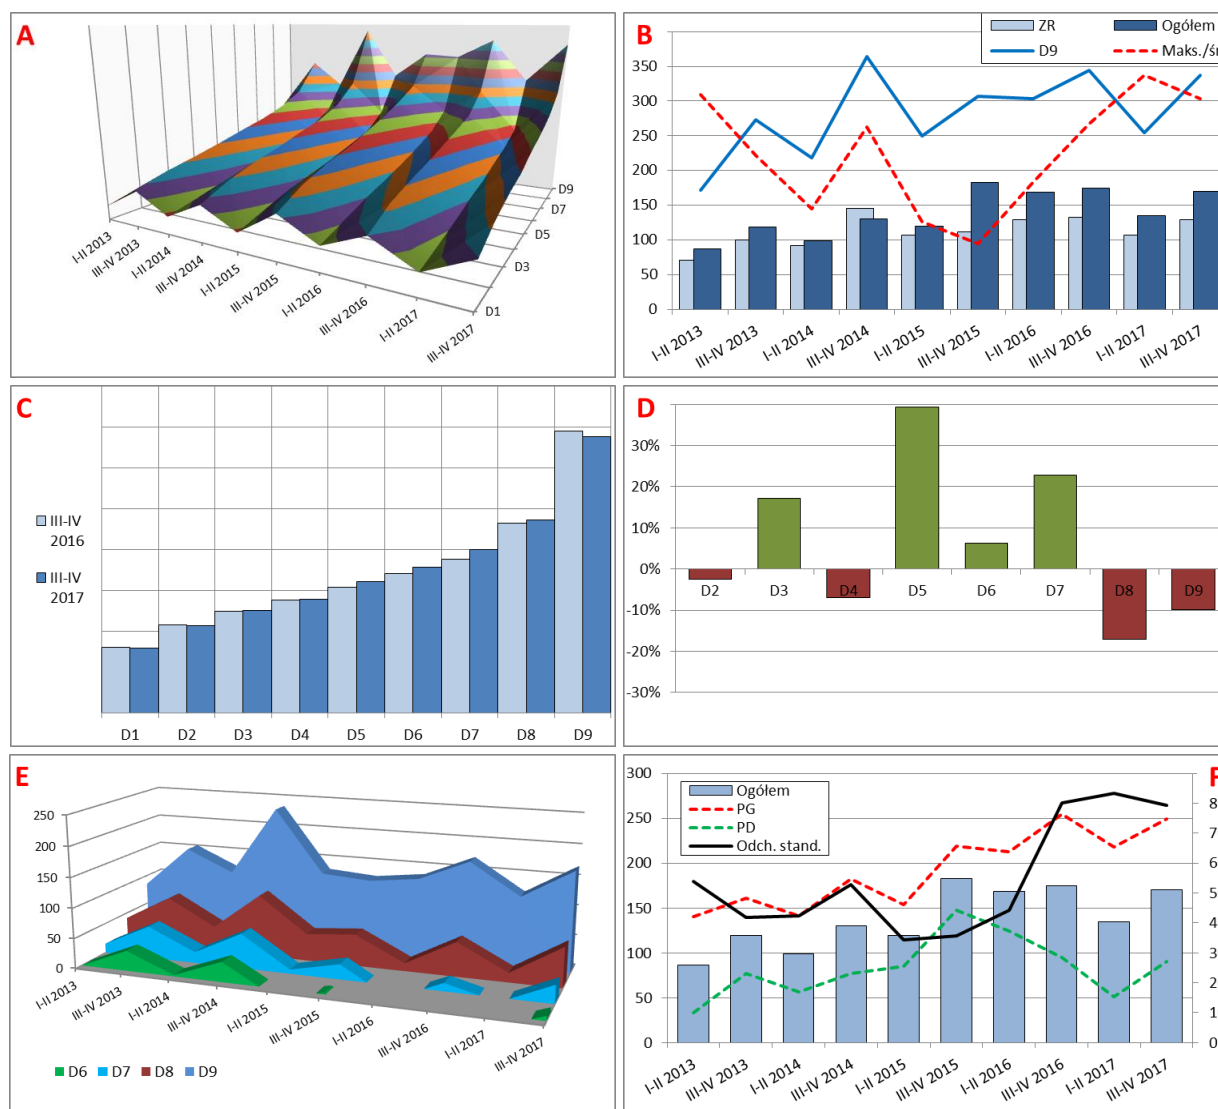 A
I-II 2013
III-IV 2013
I-II 2014
III-IV 2014
I-II 2015
III-IV 2015
I-II 2016
III-IV 2016
I-II 2017
III-IV 2017
D9
D7
D5
D3
D1
B
ZR
Ogółem
D9
Maks./śr
350
300
250
200
150
100
50
0
I-II 2013
III-IV 2013
I-II 2014
III-IV 2014
I-II 2015
III-IV 2015
I-II 2016
III-IV 2016
I-II 2017
III-IV 2017
C
III-IV
2016
III-IV
2017
D1 D2 D3 D4 D5 D6 D7 D8 D9
D
30%
20%
10%
0%
-10%
-20%
-30%
D2 D3 D4 D5 D6 D7 D8 D9
E
250
200
150
100
50
0
I-II 2013
III-IV 2013
I-II 2014
III-IV 2014
I-II 2015
III-IV 2015
I-II 2016
III-IV 2016
I-II 2017
III-IV 2017
D6 D7 D8 D9
F
Ogółem
PG
PD
Odch. stand.
300
250
200
150
100
50
0
8
7
6
5
4
3
2
1
0
I-II 2013
III-IV 2013
I-II 2014
III-IV 2014
I-II 2015
III-IV 2015
I-II 2016
III-IV 2016
I-II 2017
III-IV 2017